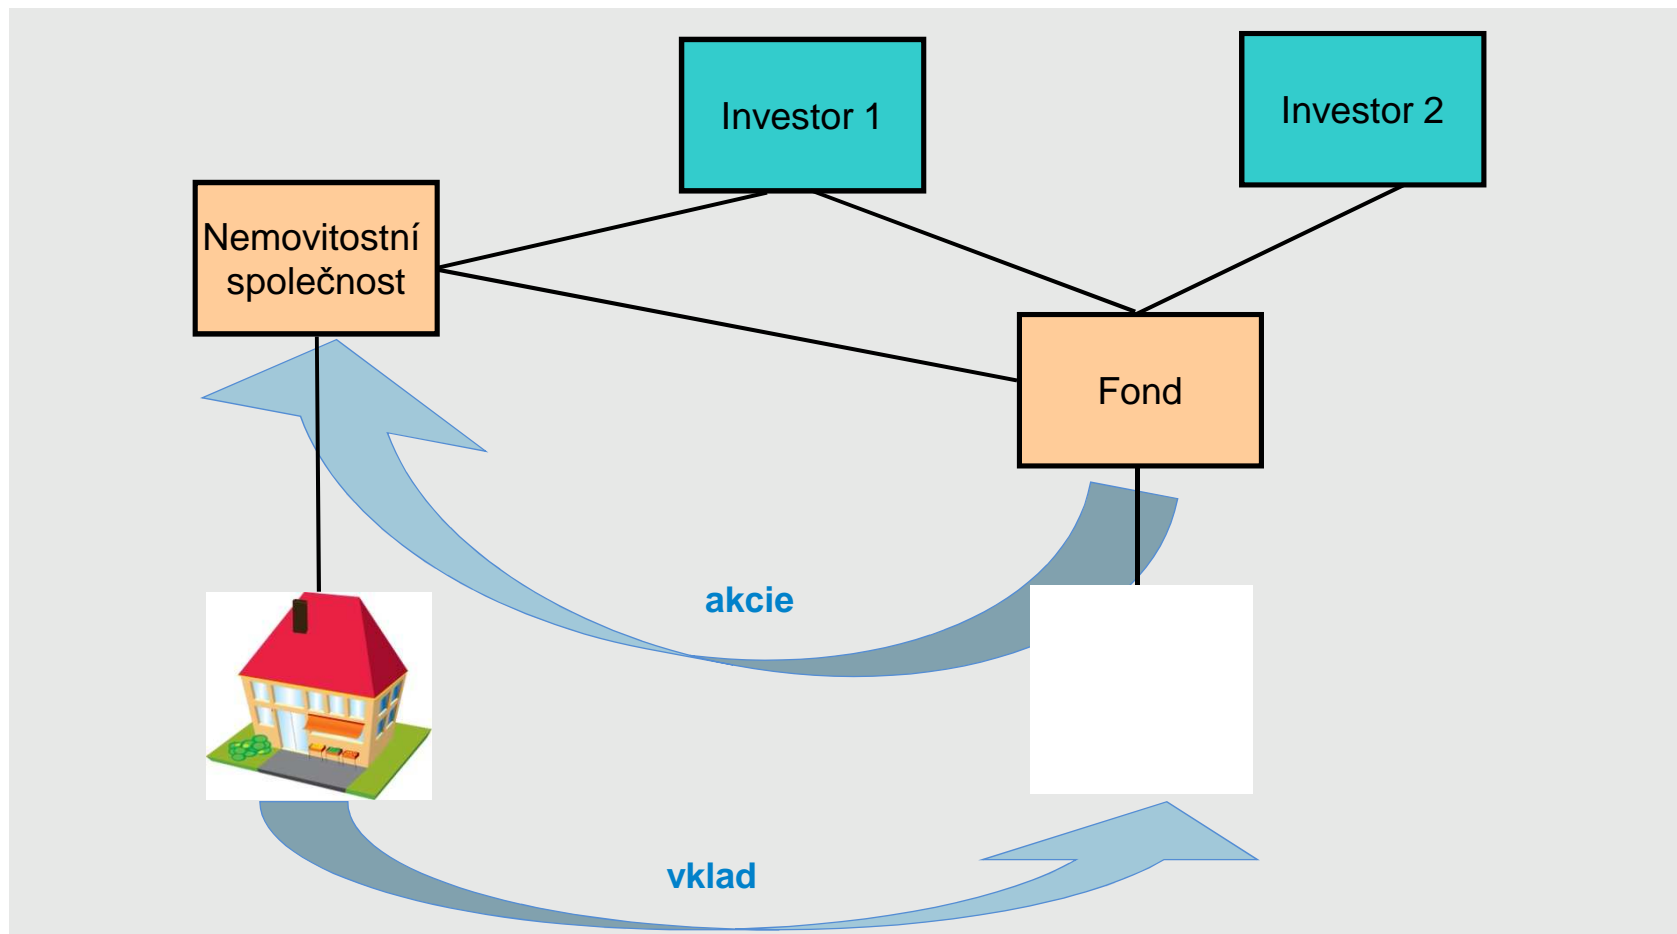 Investor 1
Investor 2
Nemovitostní
společnost
Fond
akcie
vklad